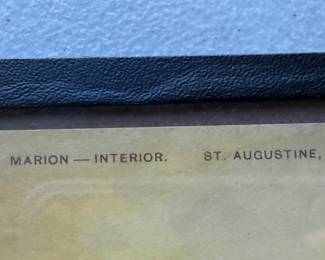 MARION — INTERIOR. ST. AUGUSTINE,